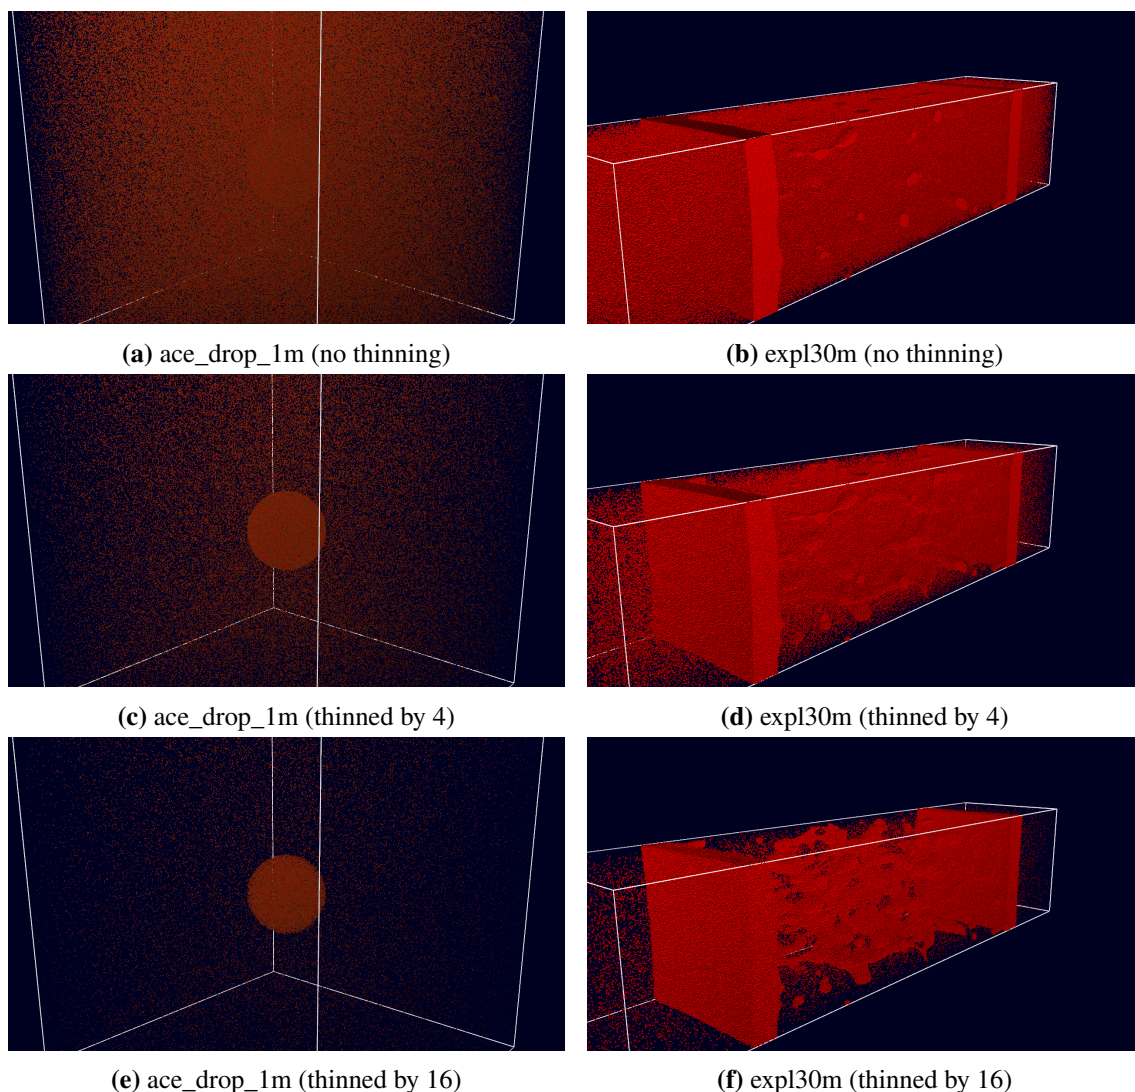 (a) ace_drop_1m (no thinning)
(b) expl30m (no thinning)
(c) ace_drop_1m (thinned by 4)
(d) expl30m (thinned by 4)
(e) ace_drop_1m (thinned by 16)
(f) expl30m (thinned by 16)